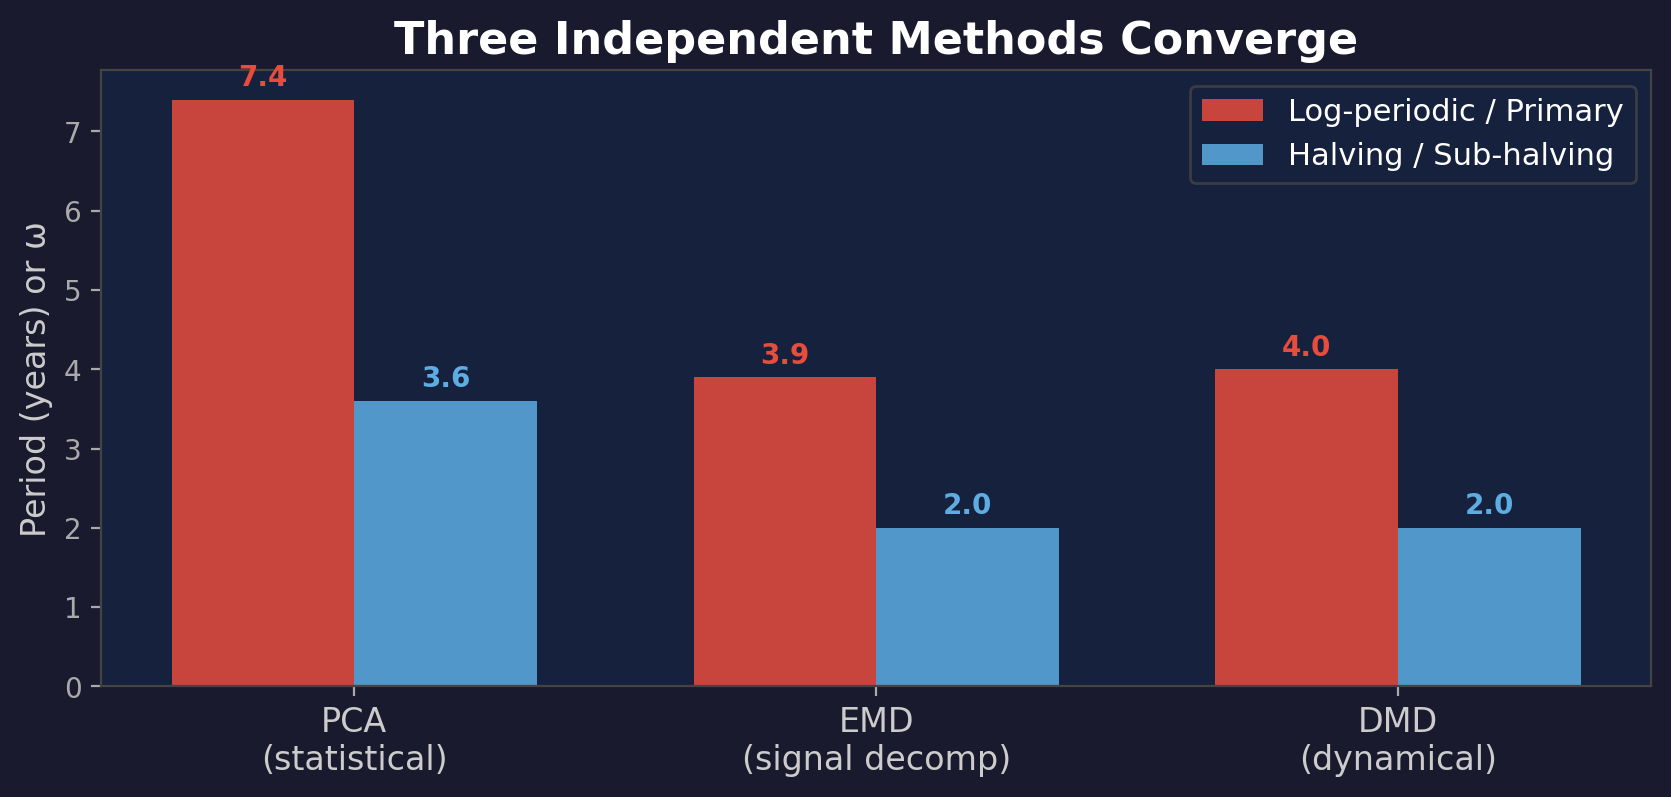 Three Independent Methods Converge
7.4
Log-periodic / Primary
Halving / Sub-halving
Period (years) or ω
7
6
5
4
3
2
1
0
3.6
3.9
2.0
4.0
2.0
PCA
(statistical)
EMD
(signal decomp)
DMD
(dynamical)